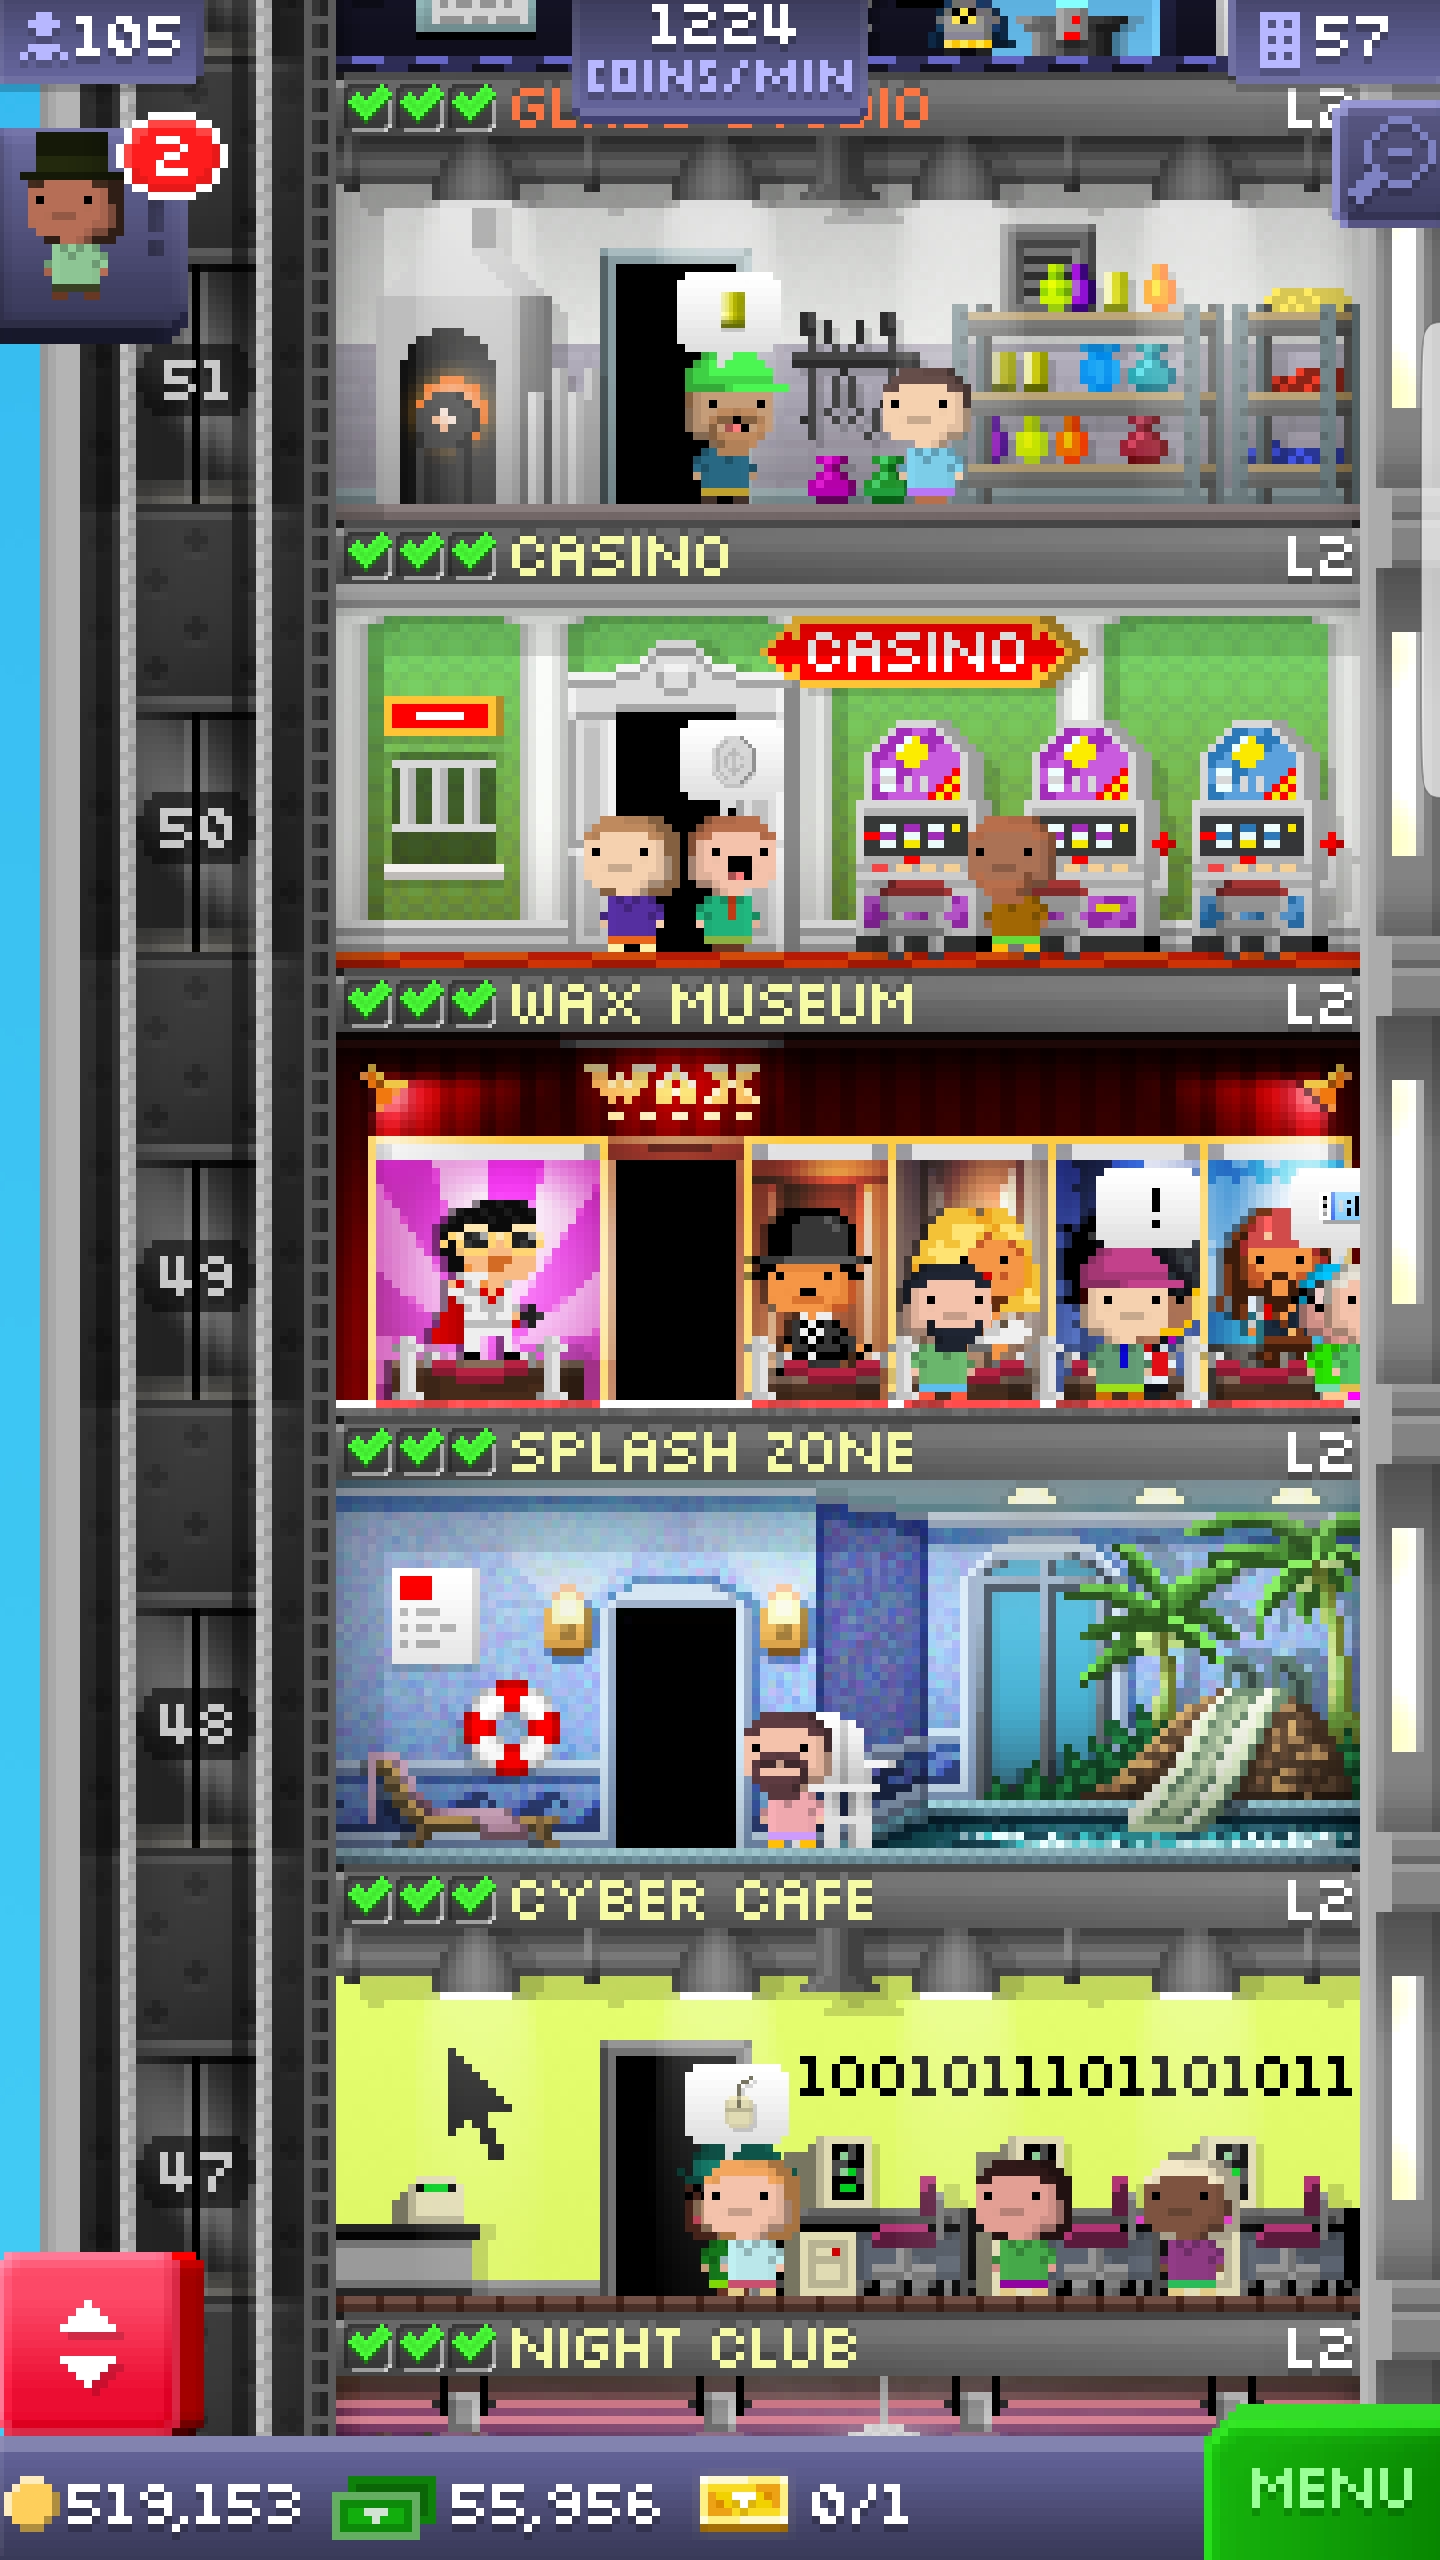 105
1224
COINS/MIN
57
2
L2
51
CASINO L2
CASINO
50
WAX MUSEUM L2
WAX
49
!
SPLASH ZONE L2
48
CYBER CAFE L2
1001011101101011
47
NIGHT CLUB L2
519,153 55,956 0/1
MENU